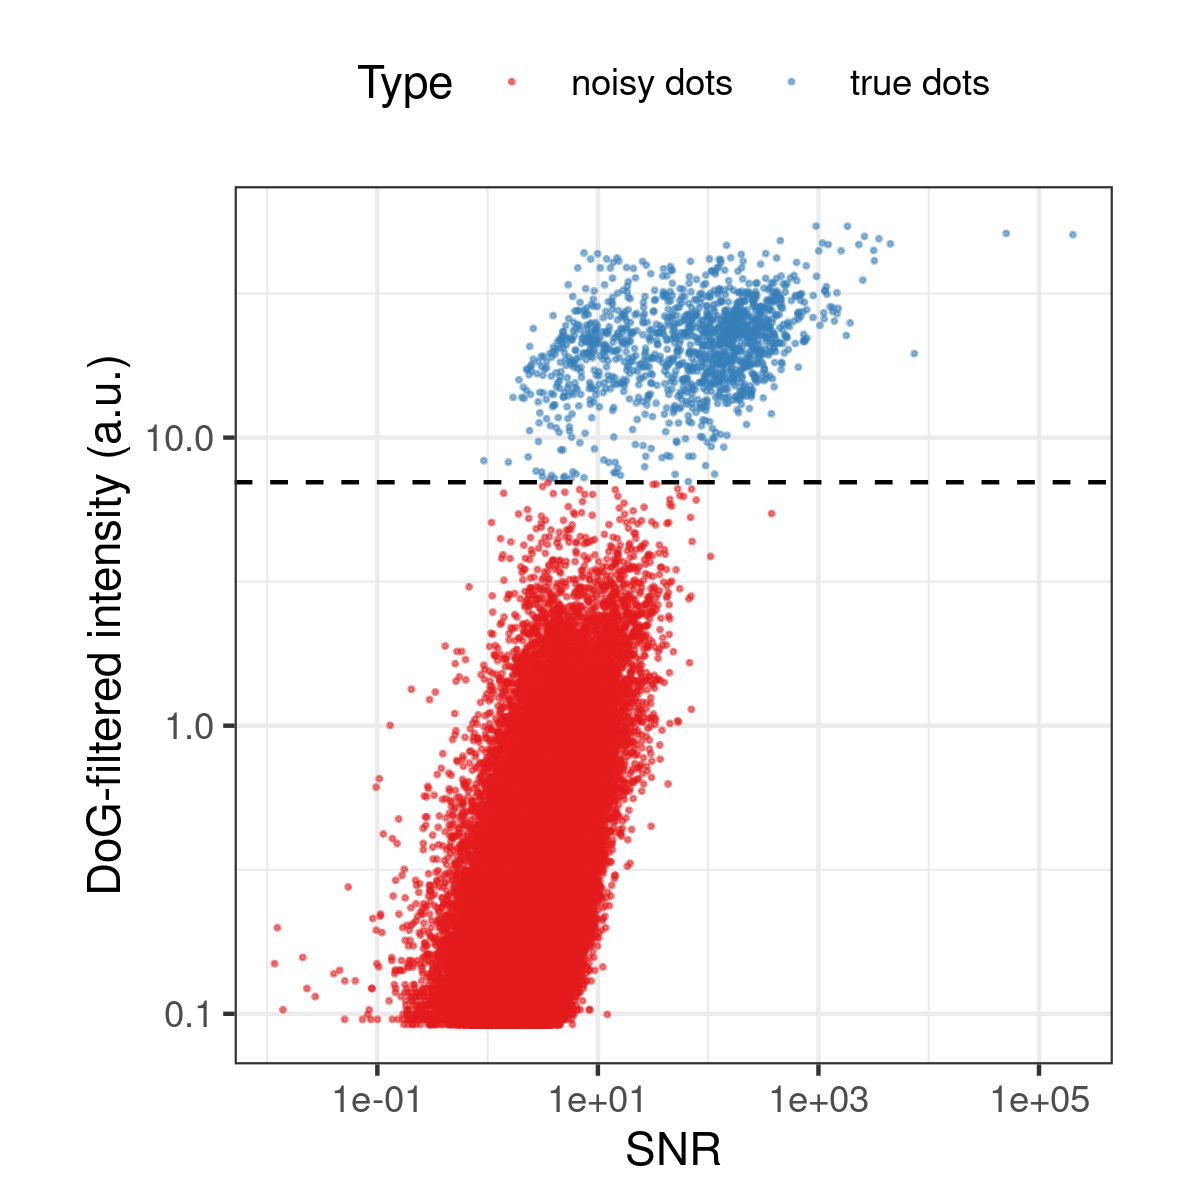 Type noisy dots true dots
DoG-filtered intensity (a.u.)
10.0
1.0
0.1
1e-01 1e+01 1e+03 1e+05
SNR